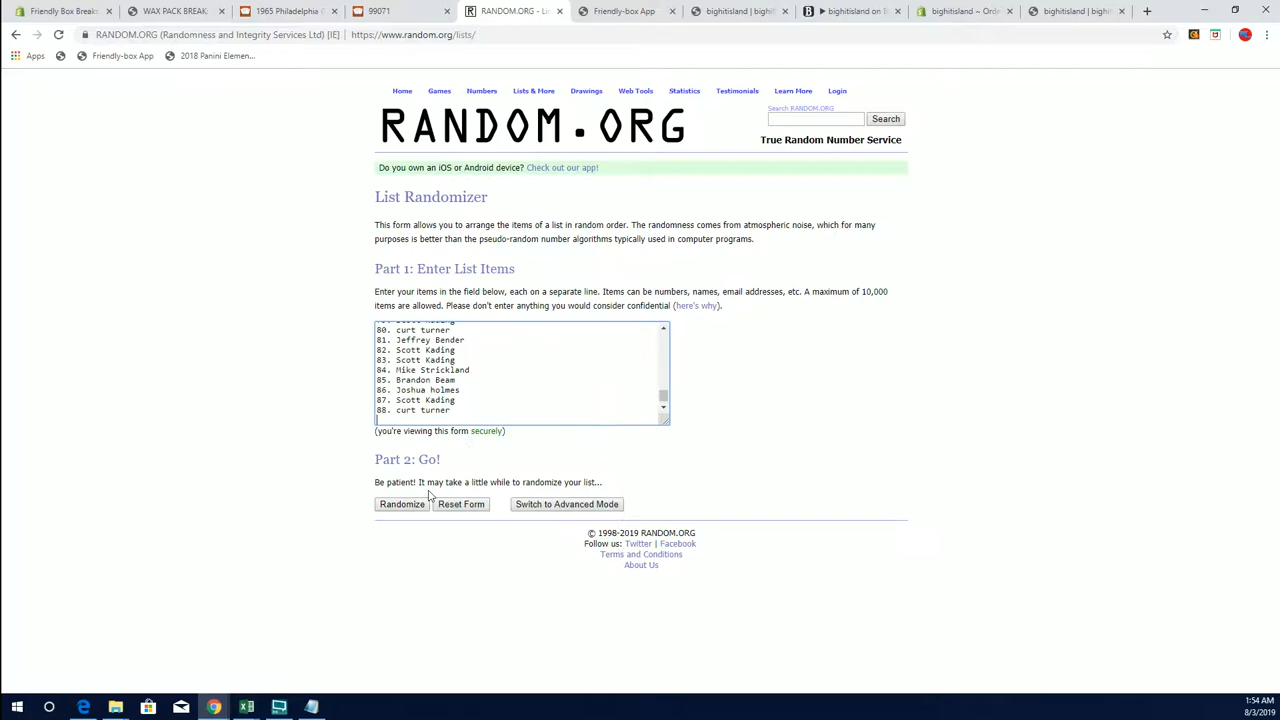 Friendly Box Breaks
WAX PACK BREAK
1965 Philadelphia
99071
RANDOM.ORG - Li
Friendly-box App
bighitisland | bighi
bighitisland on B
bighitisland ~ Orde
bighitisland | bighi
RANDOM.ORG (Randomness and Integrity Services Ltd) [IE] | https://www.random.org/lists/
Apps
Friendly-box App
2018 Panini Elemen...
Home Games Numbers Lists & More Drawings Web Tools Statistics Testimonials Learn More Login
RANDOM.ORG
Search RANDOM.ORG
Search
True Random Number Service
Do you own an iOS or Android device? Check out our app!
List Randomizer
This form allows you to arrange the items of a list in random order. The randomness comes from atmospheric noise, which for many
purposes is better than the pseudo-random number algorithms typically used in computer programs.
Part 1: Enter List Items
Enter your items in the field below, each on a separate line. Items can be numbers, names, email addresses, etc. A maximum of 10,000
items are allowed. Please don't enter anything you would consider confidential (here's why).
80. curt turner
81. Jeffrey Bender
82. Scott Kading
83. Scott Kading
84. Mike Strickland
85. Brandon Beam
86. Joshua holmes
87. Scott Kading
88. curt turner
(you're viewing this form securely)
Part 2: Go!
Be patient! It may take a little while to randomize your list...
Randomize Reset Form Switch to Advanced Mode
© 1998-2019 RANDOM.ORG
Follow us: Twitter | Facebook
Terms and Conditions
About Us
1:54 AM
8/3/2019